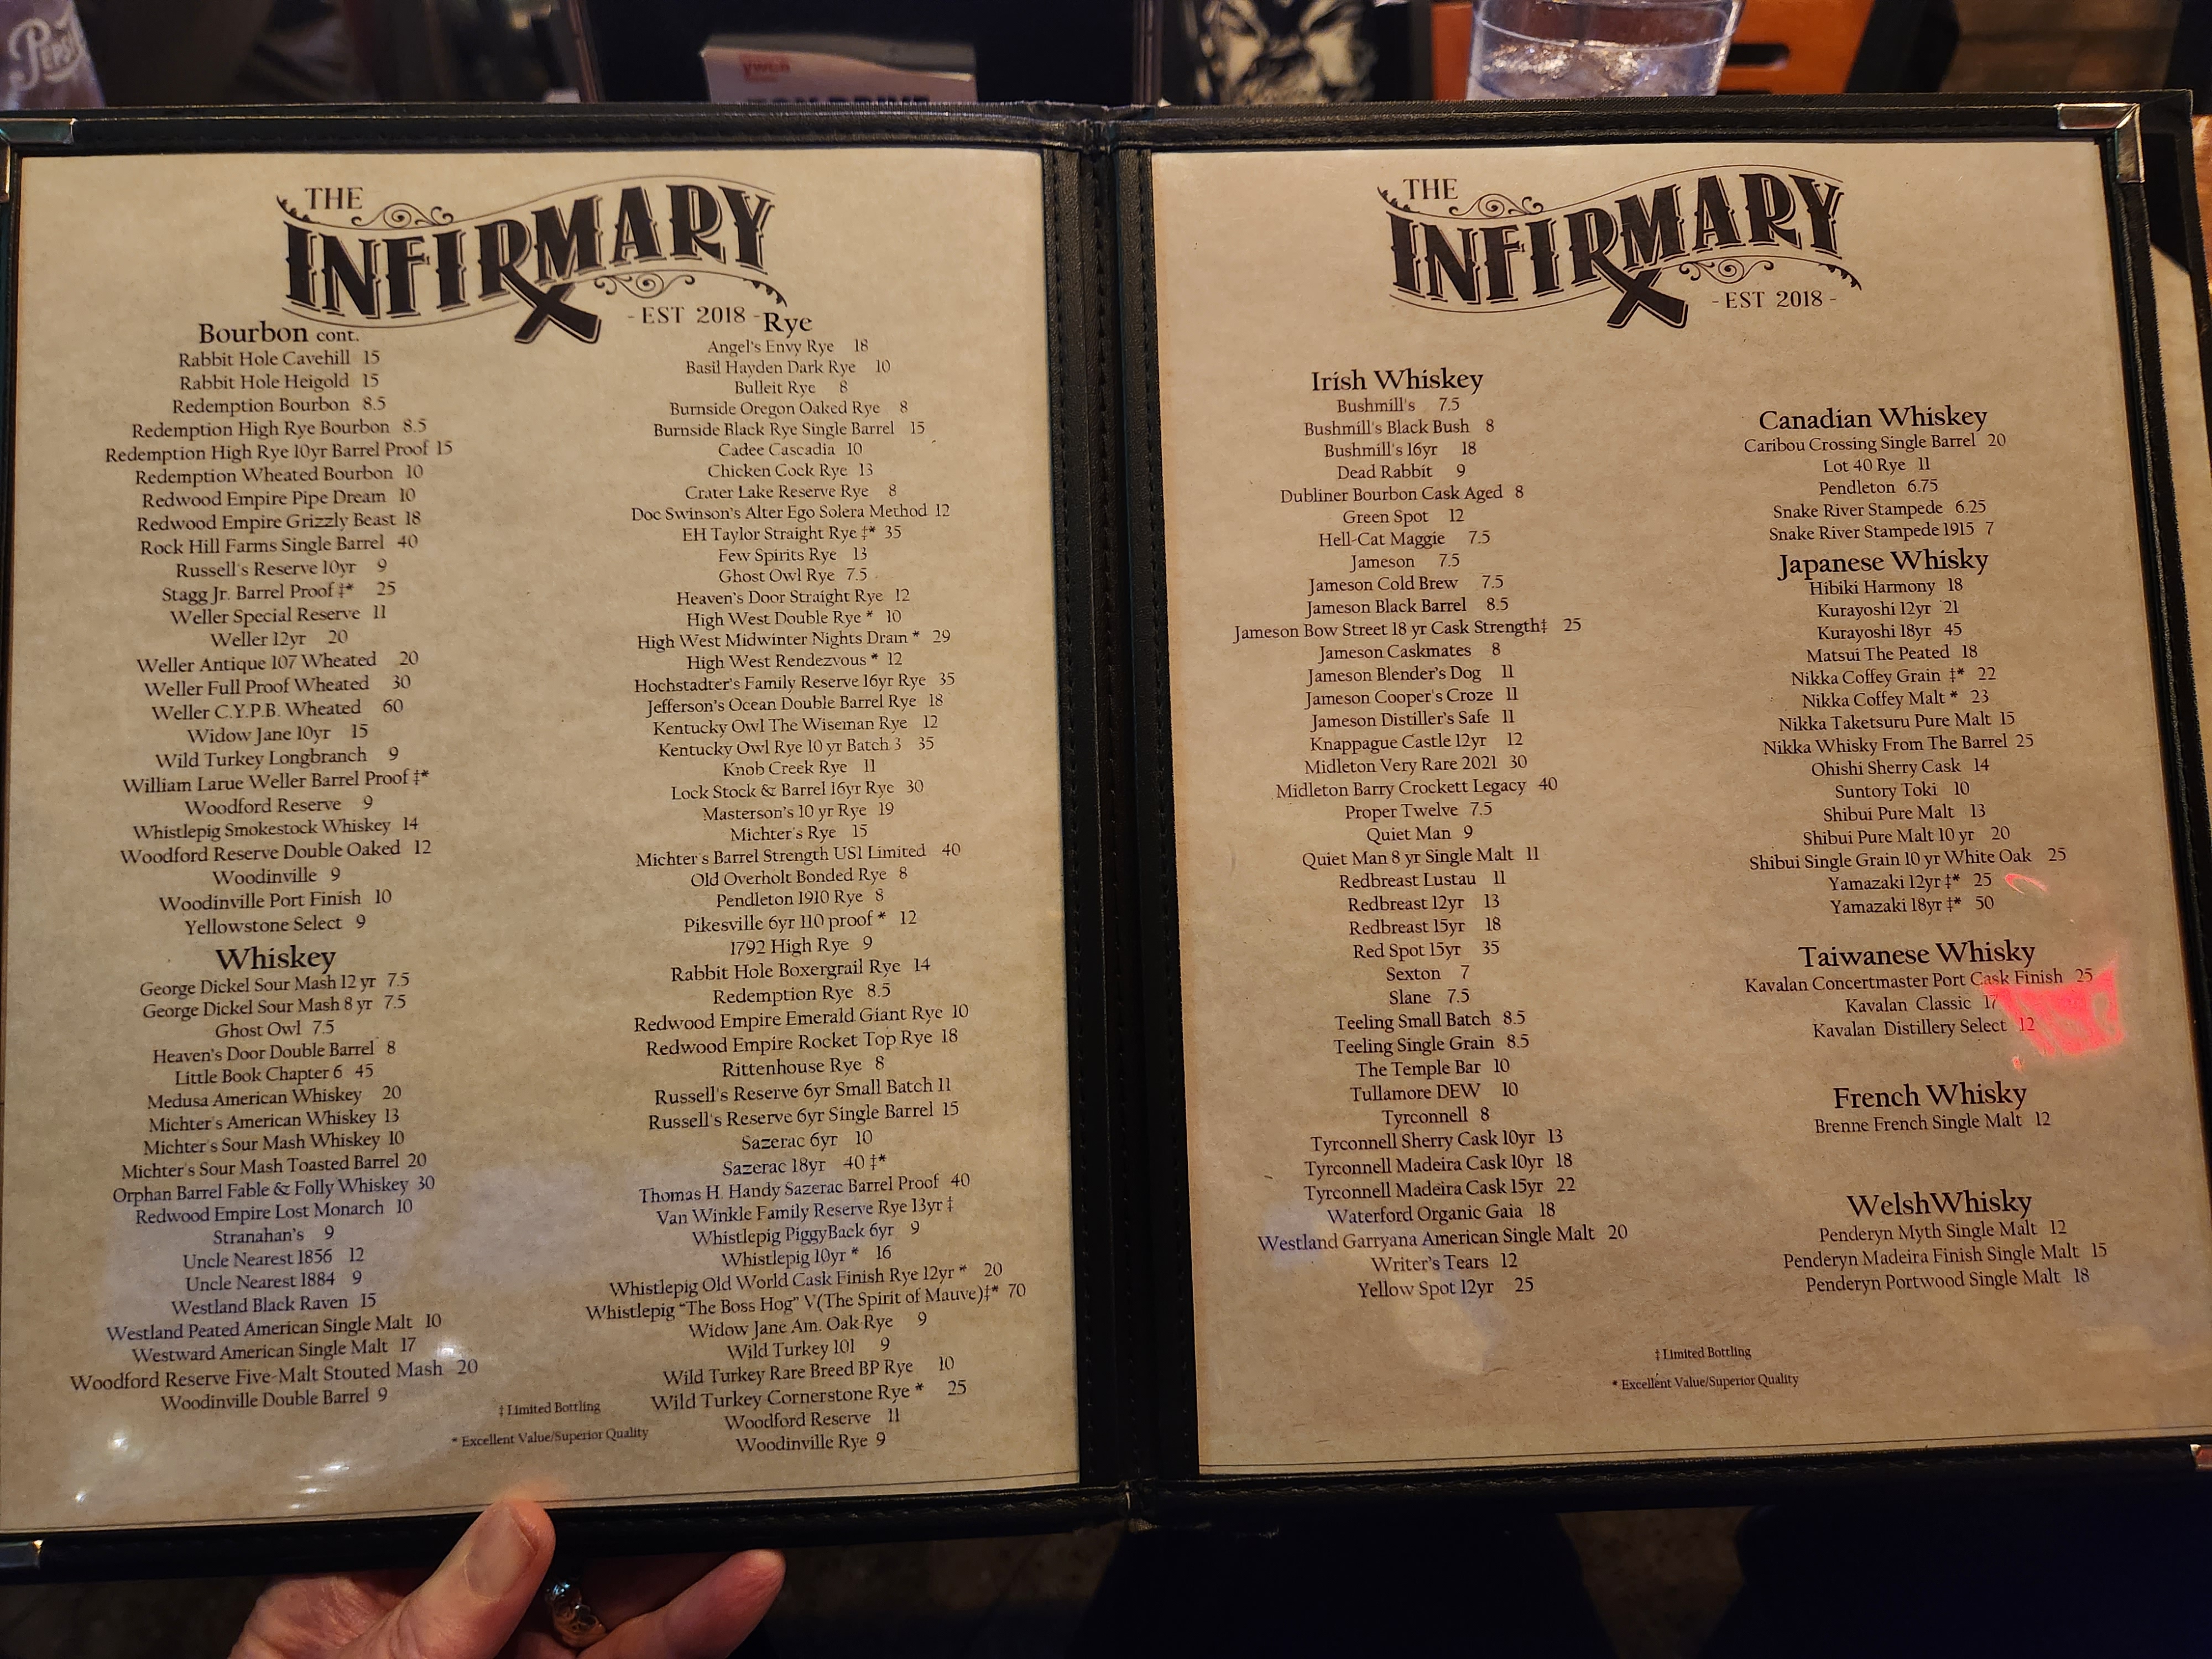 Pips
THE
INFIRMARY
- EST 2018 -
Bourbon cont.
Rabbit Hole Cavehill 15
Rabbit Hole Heigold 15
Redemption Bourbon 8.5
Redemption High Rye Bourbon 8.5
Redemption High Rye 10yr Barrel Proof 15
Redemption Wheated Bourbon 10
Redwood Empire Pipe Dream 10
Redwood Empire Grizzly Beast 18
Rock Hill Farms Single Barrel 40
Russell's Reserve 10yr 9
Stagg Jr. Barrel Proof ‡* 25
Weller Special Reserve 11
Weller 12yr 20
Weller Antique 107 Wheated 20
Weller Full Proof Wheated 30
Weller C.Y.P.B. Wheated 60
Widow Jane 10yr 15
Wild Turkey Longbranch 9
William Larue Weller Barrel Proof ‡*
Woodford Reserve 9
Whistlepig Smokestock Whiskey 14
Woodford Reserve Double Oaked 12
Woodinville 9
Woodinville Port Finish 10
Yellowstone Select 9
Whiskey
George Dickel Sour Mash 12 yr 7.5
George Dickel Sour Mash 8 yr 7.5
Ghost Owl 7.5
Heaven's Door Double Barrel 8
Little Book Chapter 6 45
Medusa American Whiskey 20
Michter's American Whiskey 13
Michter's Sour Mash Whiskey 10
Michter's Sour Mash Toasted Barrel 20
Orphan Barrel Fable & Folly Whiskey 30
Redwood Empire Lost Monarch 10
Stranahan's 9
Uncle Nearest 1856 12
Uncle Nearest 1884 9
Westland Black Raven 15
Westland Peated American Single Malt 10
Westward American Single Malt 17
Woodford Reserve Five-Malt Stouted Mash 20
Woodinville Double Barrel 9
Rye
Angel's Envy Rye 18
Basil Hayden Dark Rye 10
Bulleit Rye 8
Burnside Oregon Oaked Rye 8
Burnside Black Rye Single Barrel 15
Cadee Cascadia 10
Chicken Cock Rye 13
Crater Lake Reserve Rye 8
Doc Swinson's Alter Ego Solera Method 12
EH Taylor Straight Rye ‡* 35
Few Spirits Rye 13
Ghost Owl Rye 7.5
Heaven's Door Straight Rye 12
High West Double Rye * 10
High West Midwinter Nights Dram * 29
High West Rendezvous * 12
Hochstadter's Family Reserve 16yr Rye 35
Jefferson's Ocean Double Barrel Rye 18
Kentucky Owl The Wiseman Rye 12
Kentucky Owl Rye 10 yr Batch 3 35
Knob Creek Rye 11
Lock Stock & Barrel 16yr Rye 30
Masterson's 10 yr Rye 19
Michter's Rye 15
Michter's Barrel Strength US1 Limited 40
Old Overholt Bonded Rye 8
Pendleton 1910 Rye 8
Pikesville 6yr 110 proof * 12
1792 High Rye 9
Rabbit Hole Boxergrail Rye 14
Redemption Rye 8.5
Redwood Empire Emerald Giant Rye 10
Redwood Empire Rocket Top Rye 18
Rittenhouse Rye 8
Russell's Reserve 6yr Small Batch 11
Russell's Reserve 6yr Single Barrel 15
Sazerac 6yr 10
Sazerac 18yr 40 ‡*
Thomas H. Handy Sazerac Barrel Proof 40
Van Winkle Family Reserve Rye 13yr ‡
Whistlepig PiggyBack 6yr 9
Whistlepig 10yr * 16
Whistlepig Old World Cask Finish Rye 12yr * 20
Whistlepig "The Boss Hog" V(The Spirit of Mauve)‡* 70
Widow Jane Am. Oak Rye 9
Wild Turkey 101 9
Wild Turkey Rare Breed BP Rye 10
Wild Turkey Cornerstone Rye * 25
Woodford Reserve 11
Woodinville Rye 9
‡ Limited Bottling
* Excellent Value/Superior Quality
THE
INFIRMARY
- EST 2018 -
Irish Whiskey
Bushmill's 7.5
Bushmill's Black Bush 8
Bushmill's 16yr 18
Dead Rabbit 9
Dubliner Bourbon Cask Aged 8
Green Spot 12
Hell-Cat Maggie 7.5
Jameson 7.5
Jameson Cold Brew 7.5
Jameson Black Barrel 8.5
Jameson Bow Street 18 yr Cask Strength‡ 25
Jameson Caskmates 8
Jameson Blender's Dog 11
Jameson Cooper's Croze 11
Jameson Distiller's Safe 11
Knappague Castle 12yr 12
Midleton Very Rare 2021 30
Midleton Barry Crockett Legacy 40
Proper Twelve 7.5
Quiet Man 9
Quiet Man 8 yr Single Malt 11
Redbreast Lustau 11
Redbreast 12yr 13
Redbreast 15yr 18
Red Spot 15yr 35
Sexton 7
Slane 7.5
Teeling Small Batch 8.5
Teeling Single Grain 8.5
The Temple Bar 10
Tullamore DEW 10
Tyrconnell 8
Tyrconnell Sherry Cask 10yr 13
Tyrconnell Madeira Cask 10yr 18
Tyrconnell Madeira Cask 15yr 22
Waterford Organic Gaia 18
Westland Garryana American Single Malt 20
Writer's Tears 12
Yellow Spot 12yr 25
Canadian Whiskey
Caribou Crossing Single Barrel 20
Lot 40 Rye 11
Pendleton 6.75
Snake River Stampede 6.25
Snake River Stampede 1915 7
Japanese Whisky
Hibiki Harmony 18
Kurayoshi 12yr 21
Kurayoshi 18yr 45
Matsui The Peated 18
Nikka Coffey Grain ‡* 22
Nikka Coffey Malt * 23
Nikka Taketsuru Pure Malt 15
Nikka Whisky From The Barrel 25
Ohishi Sherry Cask 14
Suntory Toki 10
Shibui Pure Malt 13
Shibui Pure Malt 10 yr 20
Shibui Single Grain 10 yr White Oak 25
Yamazaki 12yr ‡* 25
Yamazaki 18yr ‡* 50
Taiwanese Whisky
Kavalan Concertmaster Port Cask Finish 25
Kavalan Classic 17
Kavalan Distillery Select 12
French Whisky
Brenne French Single Malt 12
WelshWhisky
Penderyn Myth Single Malt 12
Penderyn Madeira Finish Single Malt 15
Penderyn Portwood Single Malt 18
‡ Limited Bottling
* Excellent Value/Superior Quality